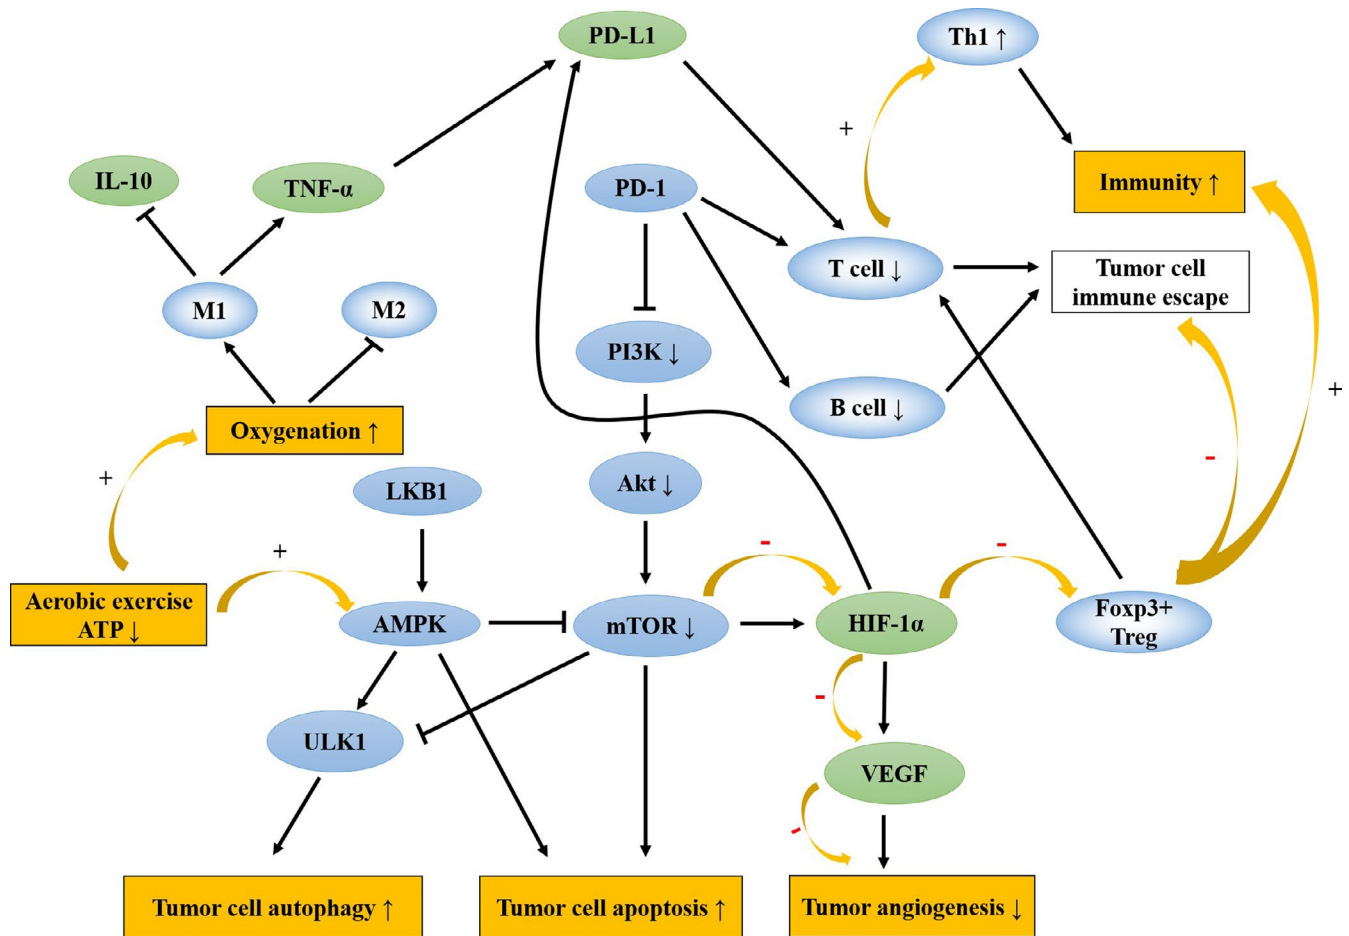 PD-L1
Th1 ↑
+
IL-10
TNF-α
PD-1
Immunity ↑
T cell ↓
Tumor cell
immune escape
M1
M2
PI3K ↓
+
B cell ↓
Oxygenation ↑
-
+
LKB1
Akt ↓
+
-
-
Aerobic exercise
ATP ↓
AMPK
mTOR ↓
HIF-1α
Foxp3+
Treg
-
ULK1
VEGF
-
Tumor cell autophagy ↑
Tumor cell apoptosis ↑
Tumor angiogenesis ↓